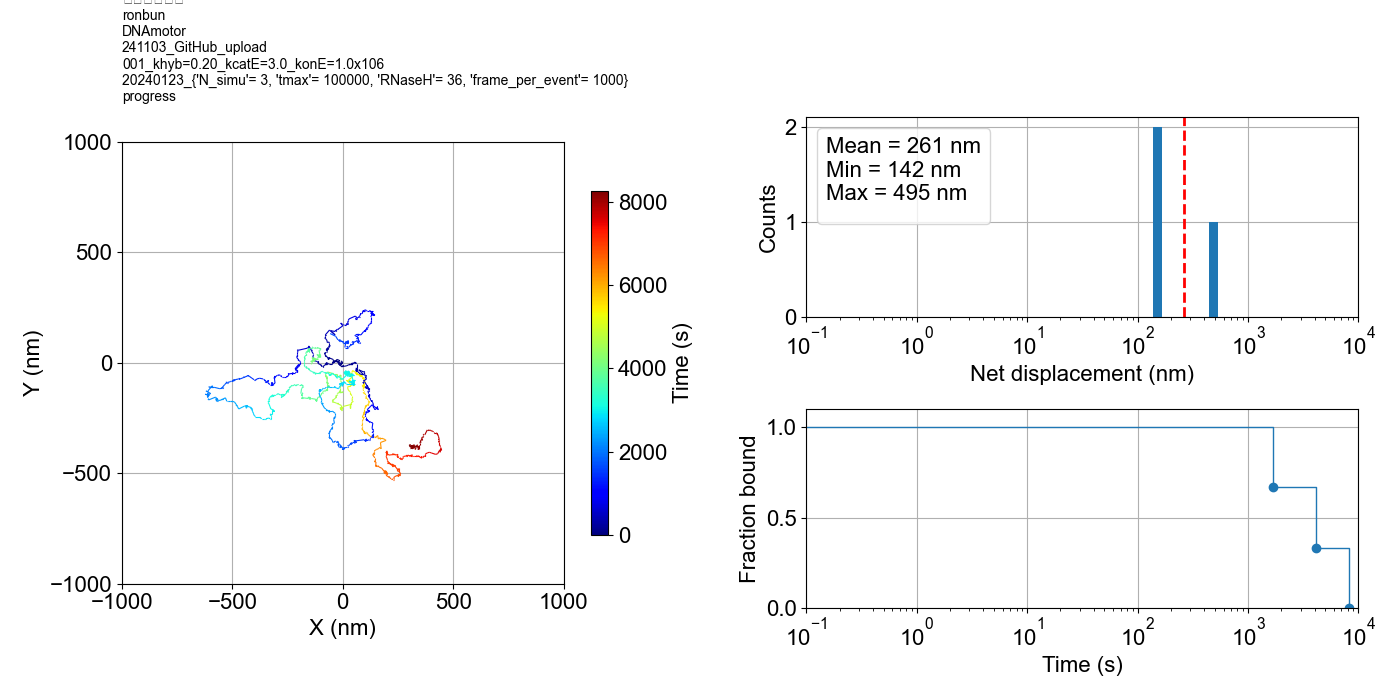 ronbun
DNAmotor
241103_GitHub_upload
001_khyb=0.20_kcatE=3.0_konE=1.0x106
20240123_{'N_simu'= 3, 'tmax'= 100000, 'RNaseH'= 36, 'frame_per_event'= 1000}
progress
1000
500
0
−500
−1000
Y (nm)
−1000
−500
0
500
1000
X (nm)
8000
6000
4000
2000
0
Time (s)
2
1
0
Counts
Mean = 261 nm
Min = 142 nm
Max = 495 nm
10⁻¹
10⁰
10¹
10²
10³
10⁴
Net displacement (nm)
1.0
0.5
0.0
Fraction bound
10⁻¹
10⁰
10¹
10²
10³
10⁴
Time (s)